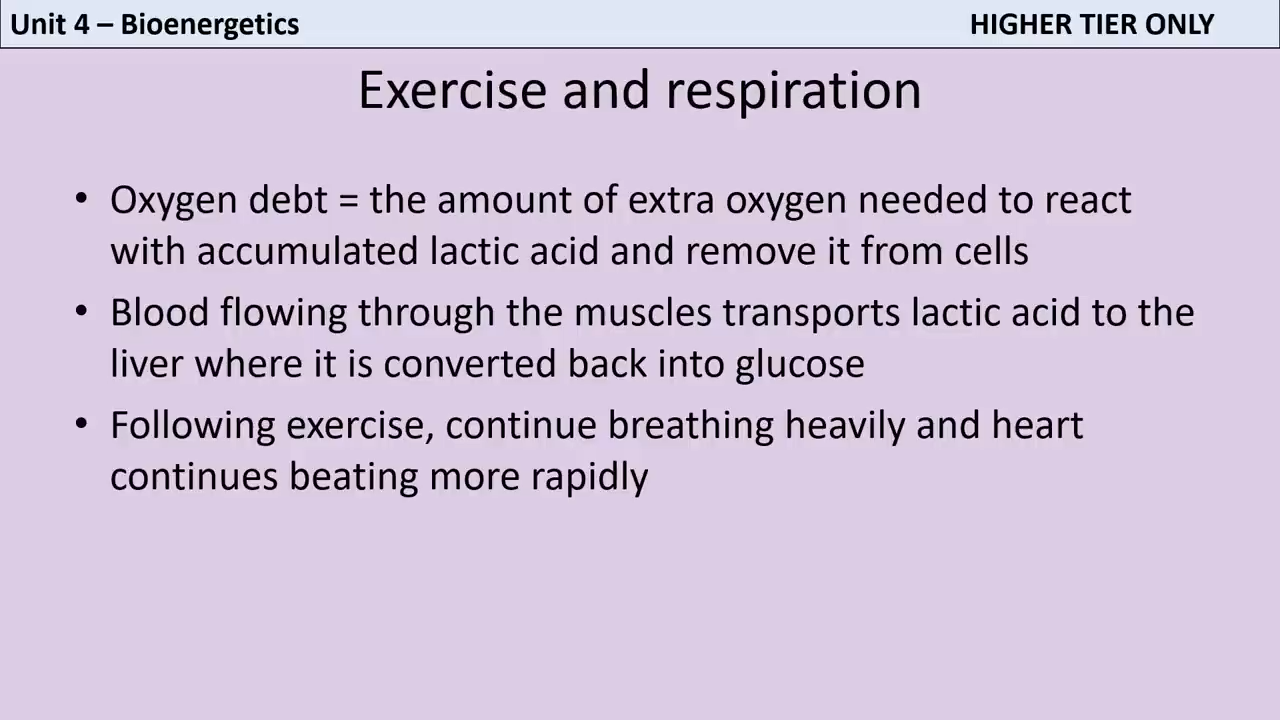 Unit 4 – Bioenergetics
HIGHER TIER ONLY
Exercise and respiration
• Oxygen debt = the amount of extra oxygen needed to react
with accumulated lactic acid and remove it from cells
• Blood flowing through the muscles transports lactic acid to the
liver where it is converted back into glucose
• Following exercise, continue breathing heavily and heart
continues beating more rapidly